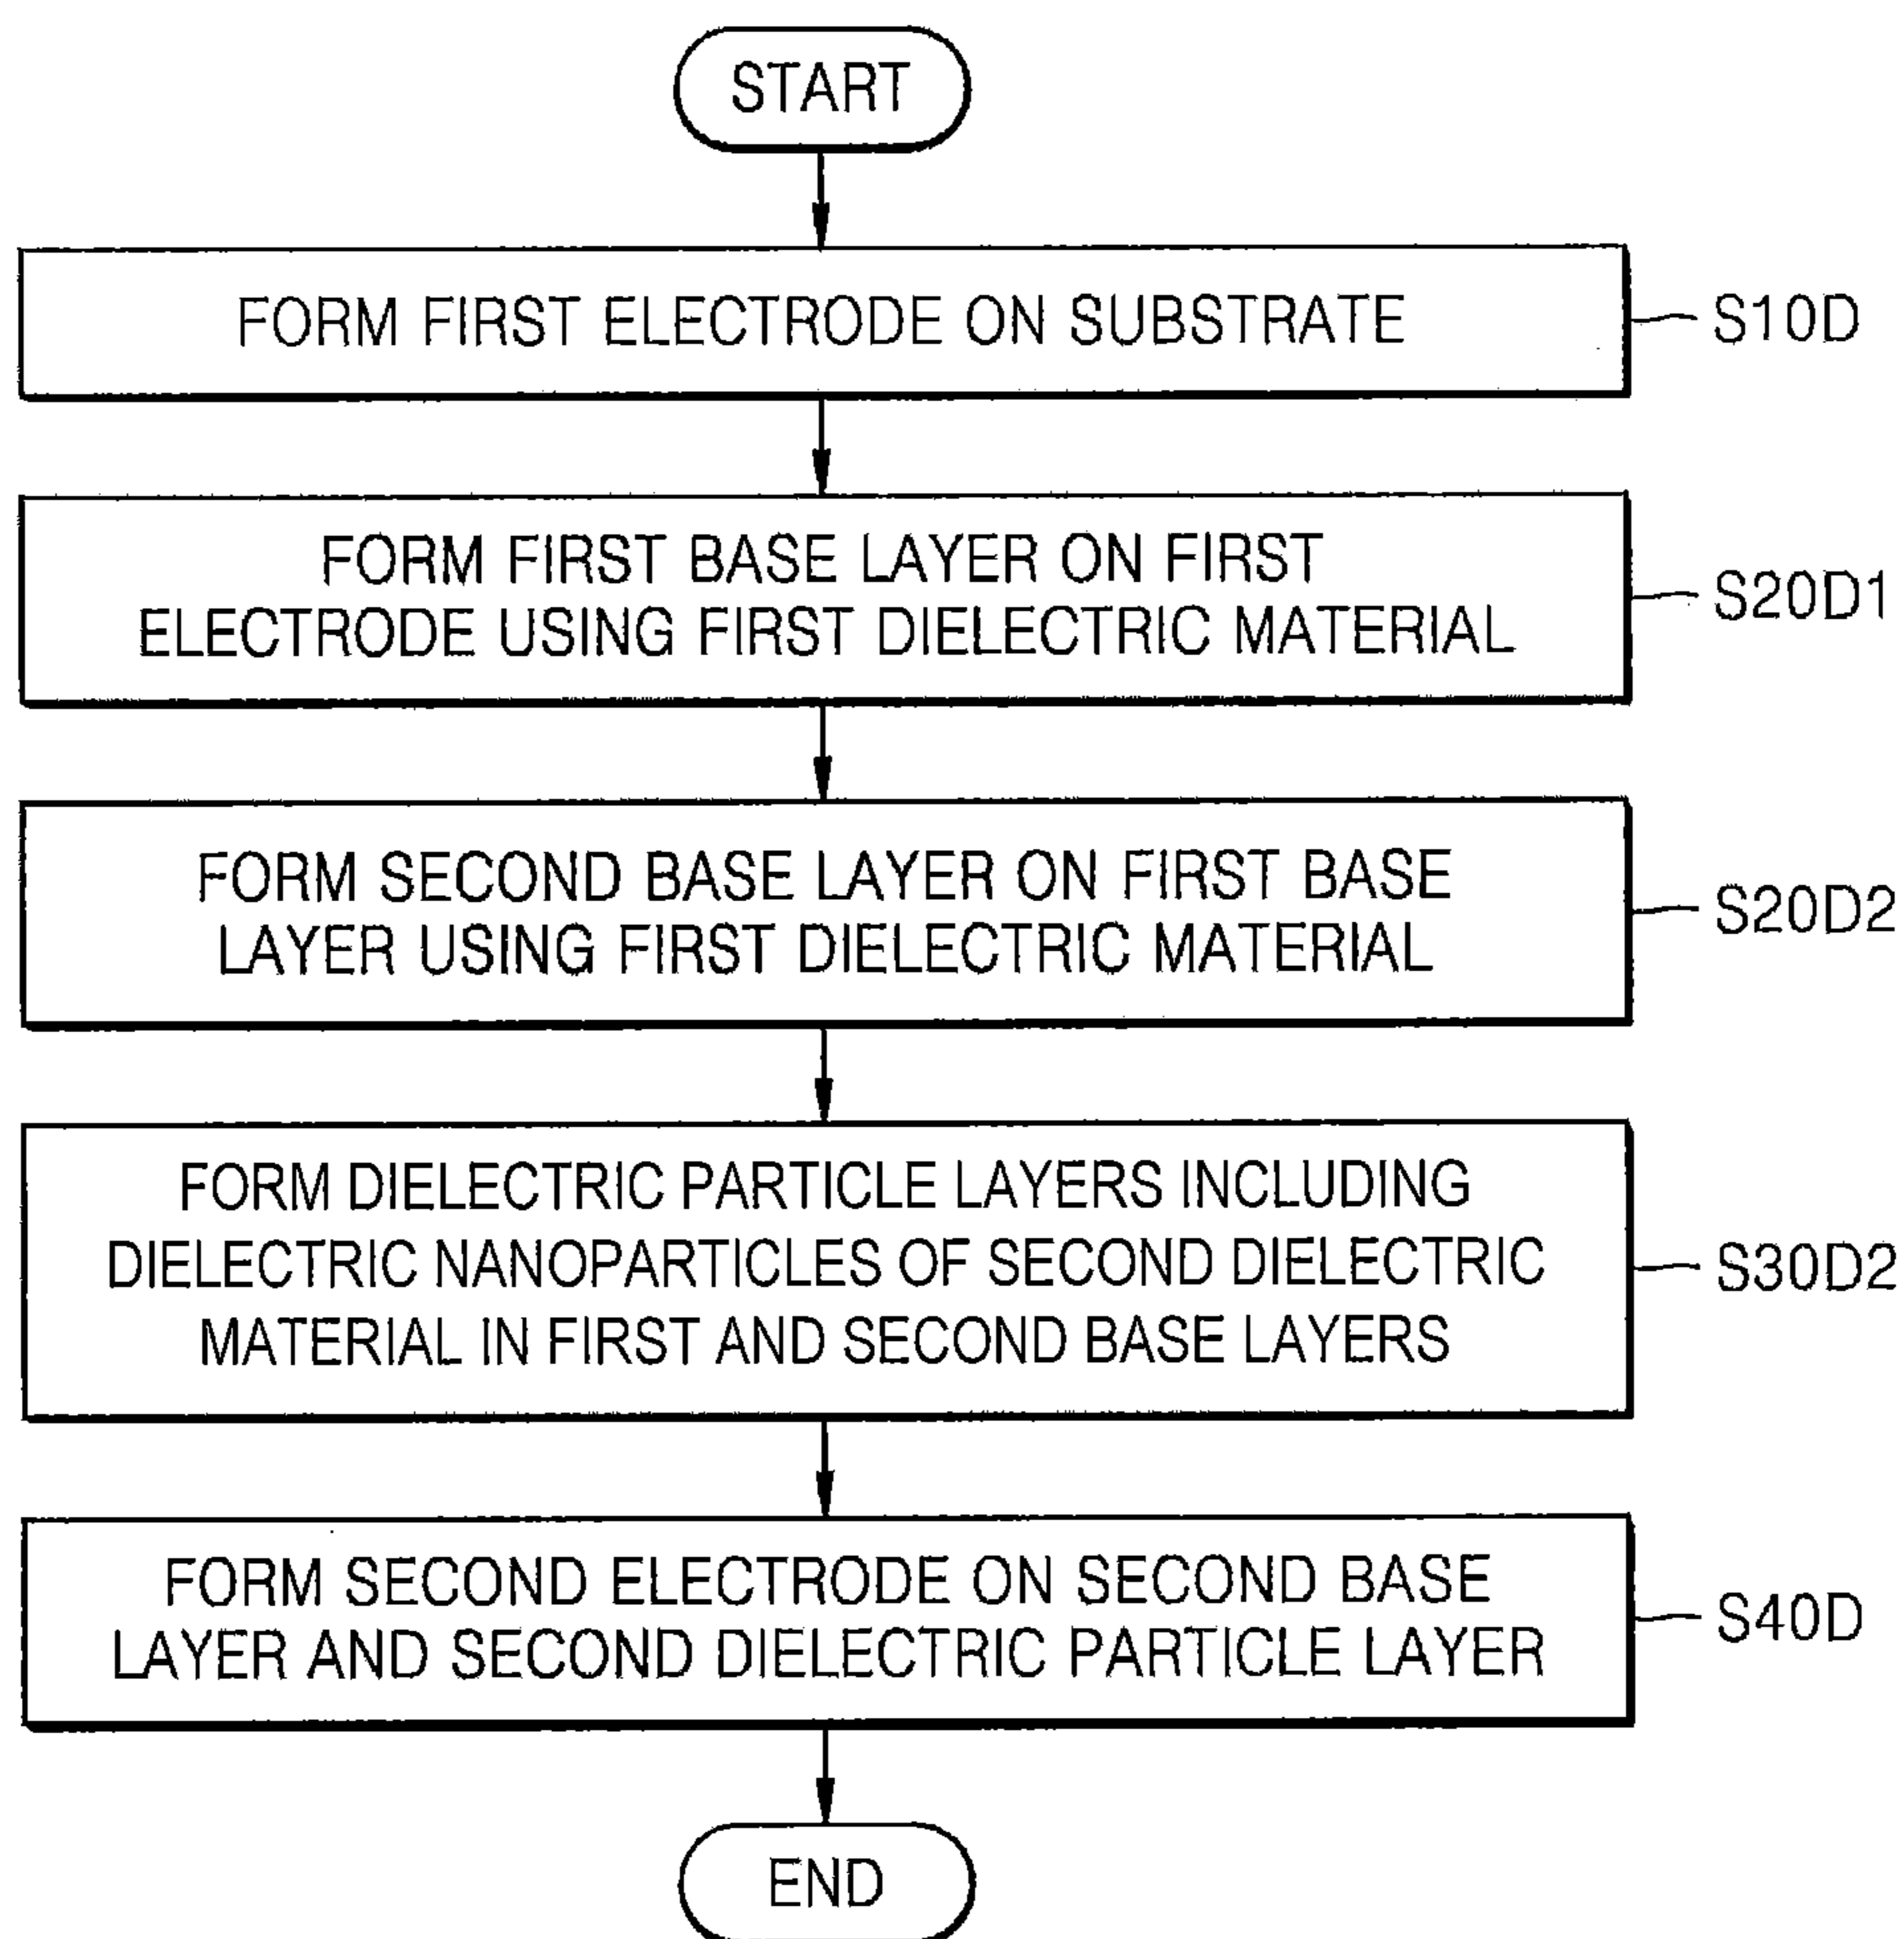 START
FORM FIRST ELECTRODE ON SUBSTRATE
S10D
FORM FIRST BASE LAYER ON FIRST
ELECTRODE USING FIRST DIELECTRIC MATERIAL
S20D1
FORM SECOND BASE LAYER ON FIRST BASE
LAYER USING FIRST DIELECTRIC MATERIAL
S20D2
FORM DIELECTRIC PARTICLE LAYERS INCLUDING
DIELECTRIC NANOPARTICLES OF SECOND DIELECTRIC
MATERIAL IN FIRST AND SECOND BASE LAYERS
S30D2
FORM SECOND ELECTRODE ON SECOND BASE
LAYER AND SECOND DIELECTRIC PARTICLE LAYER
S40D
END